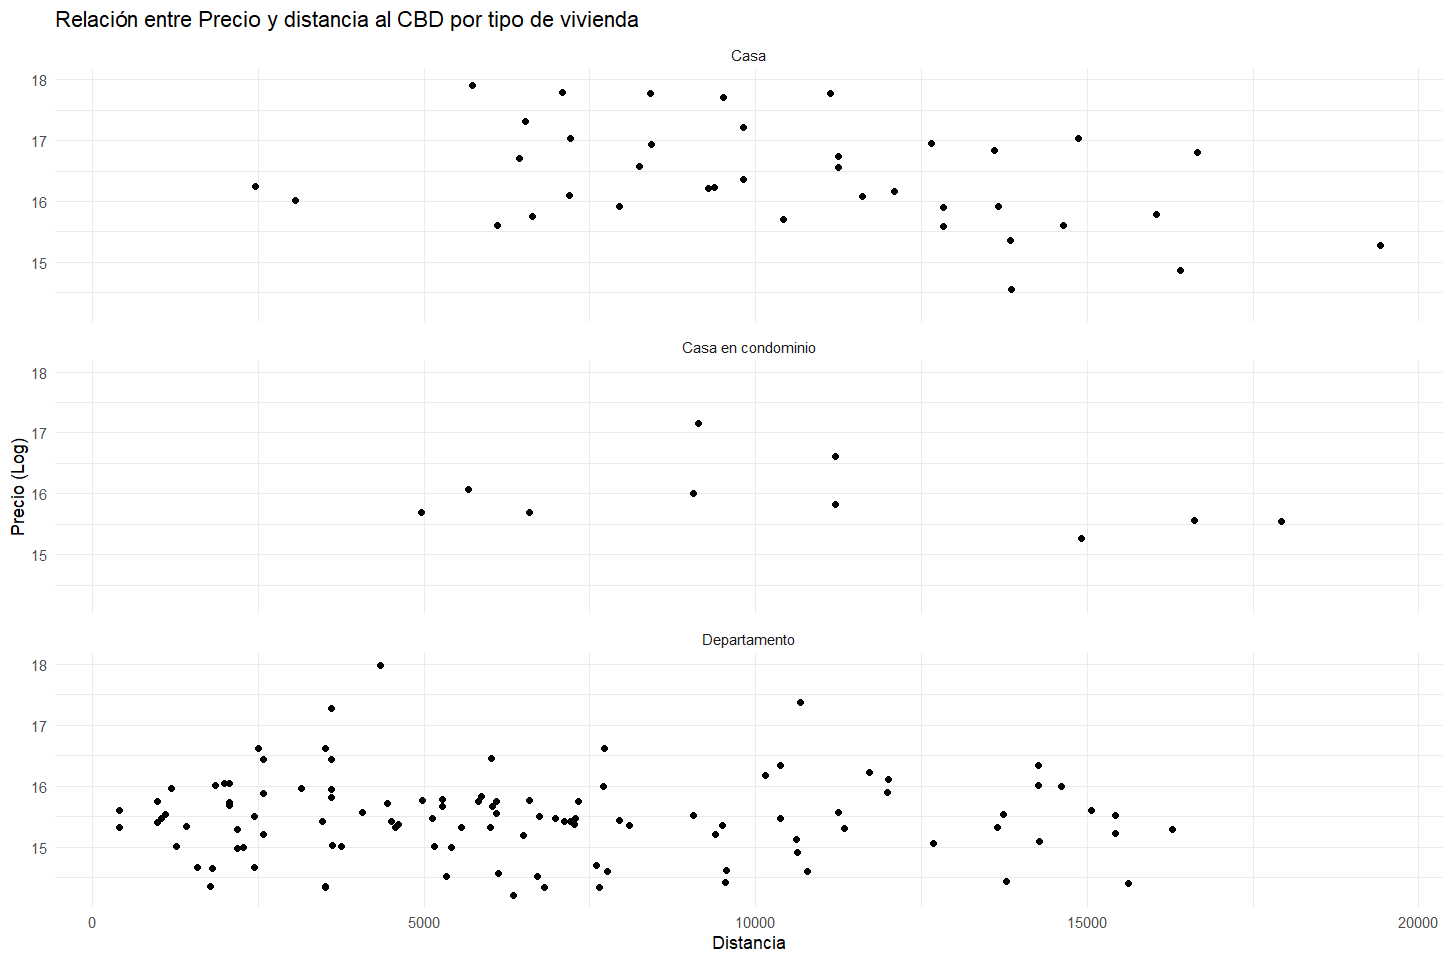 Relación entre Precio y distancia al CBD por tipo de vivienda
Casa
18
17
16
15
Casa en condominio
18
17
16
15
Precio (Log)
Departamento
18
17
16
15
0 5000 10000 15000 20000
Distancia